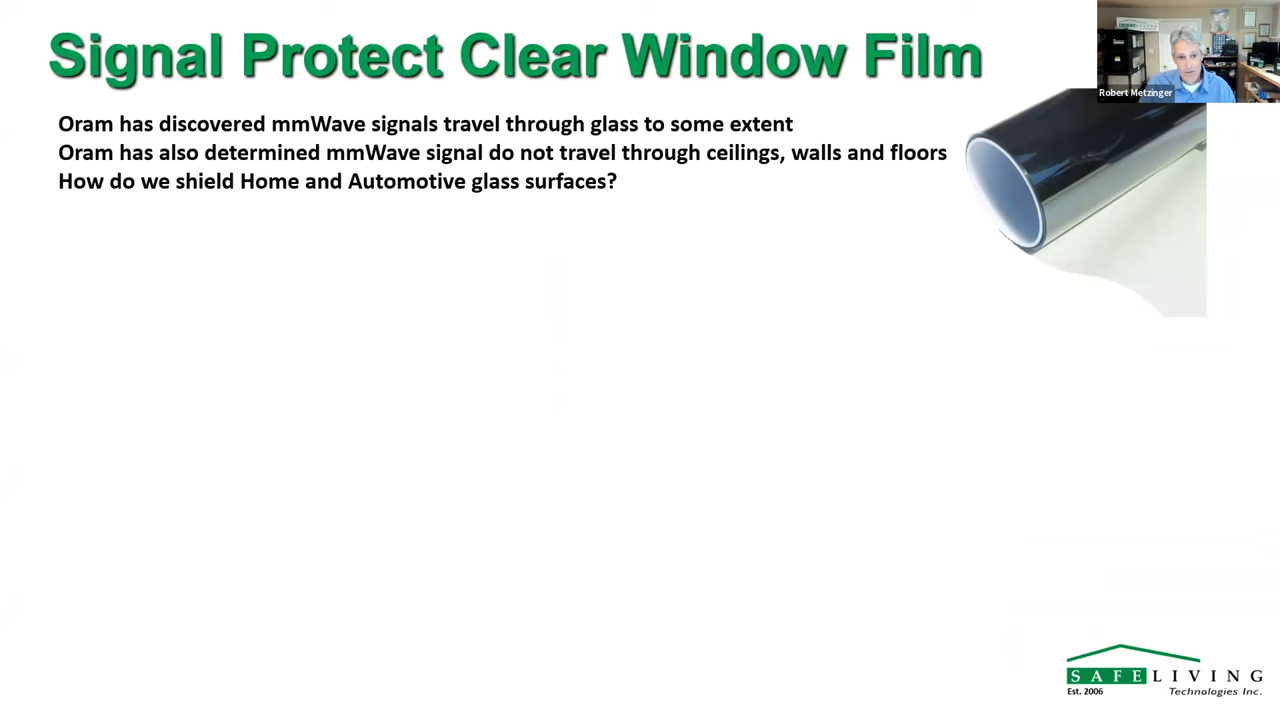 Signal Protect Clear Window Film
Robert Metzinger
Oram has discovered mmWave signals travel through glass to some extent
Oram has also determined mmWave signal do not travel through ceilings, walls and floors
How do we shield Home and Automotive glass surfaces?
SAFELIVING
Est. 2006 Technologies Inc.